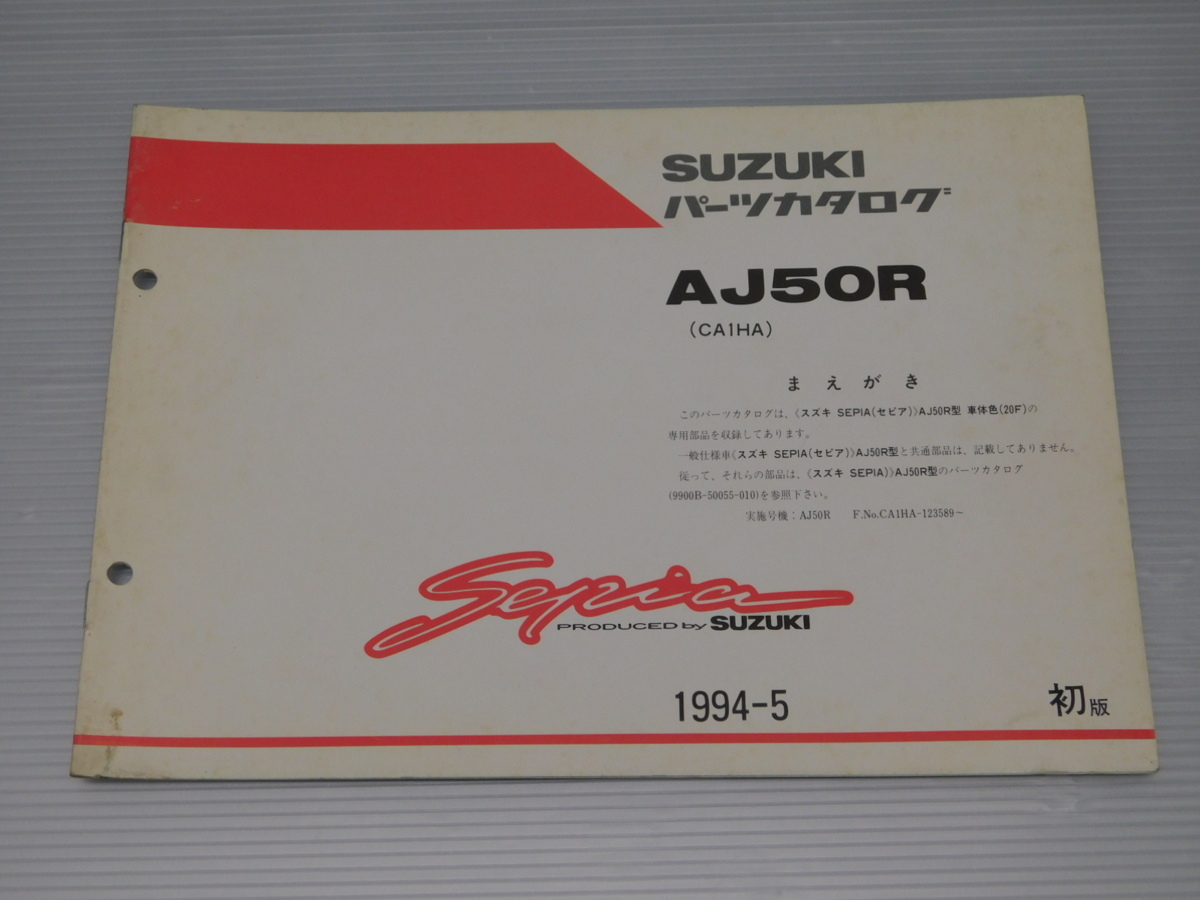 SUZUKI
パーツカタログ
AJ50R
(CA1HA)
まえがき
このパーツカタログは、《スズキ SEPIA(セピア)》AJ50R型 車体色(20F)の
専用部品を収録してあります。
一般仕様車《スズキ SEPIA(セピア)》AJ50R型と共通部品は、記載してありません。
従って、それらの部品は、《スズキ SEPIA》AJ50R型のパーツカタログ
(9900B-50055-010)を参照下さい。
実施号機：AJ50R F.No.CA1HA-123589～
Sepia
PRODUCED by SUZUKI
1994-5
初版